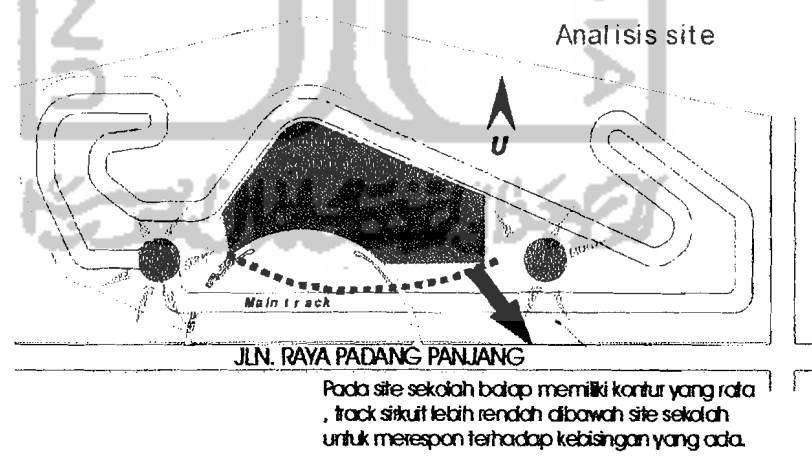 Analisis site
U
Main track
JLN. RAYA PADANG PANJANG
Pada site sekolah balap memiliki kontur yang rata
, track sirkuit lebih rendah dibawah site sekolah
untuk merespon terhadap kebisingan yang ada.